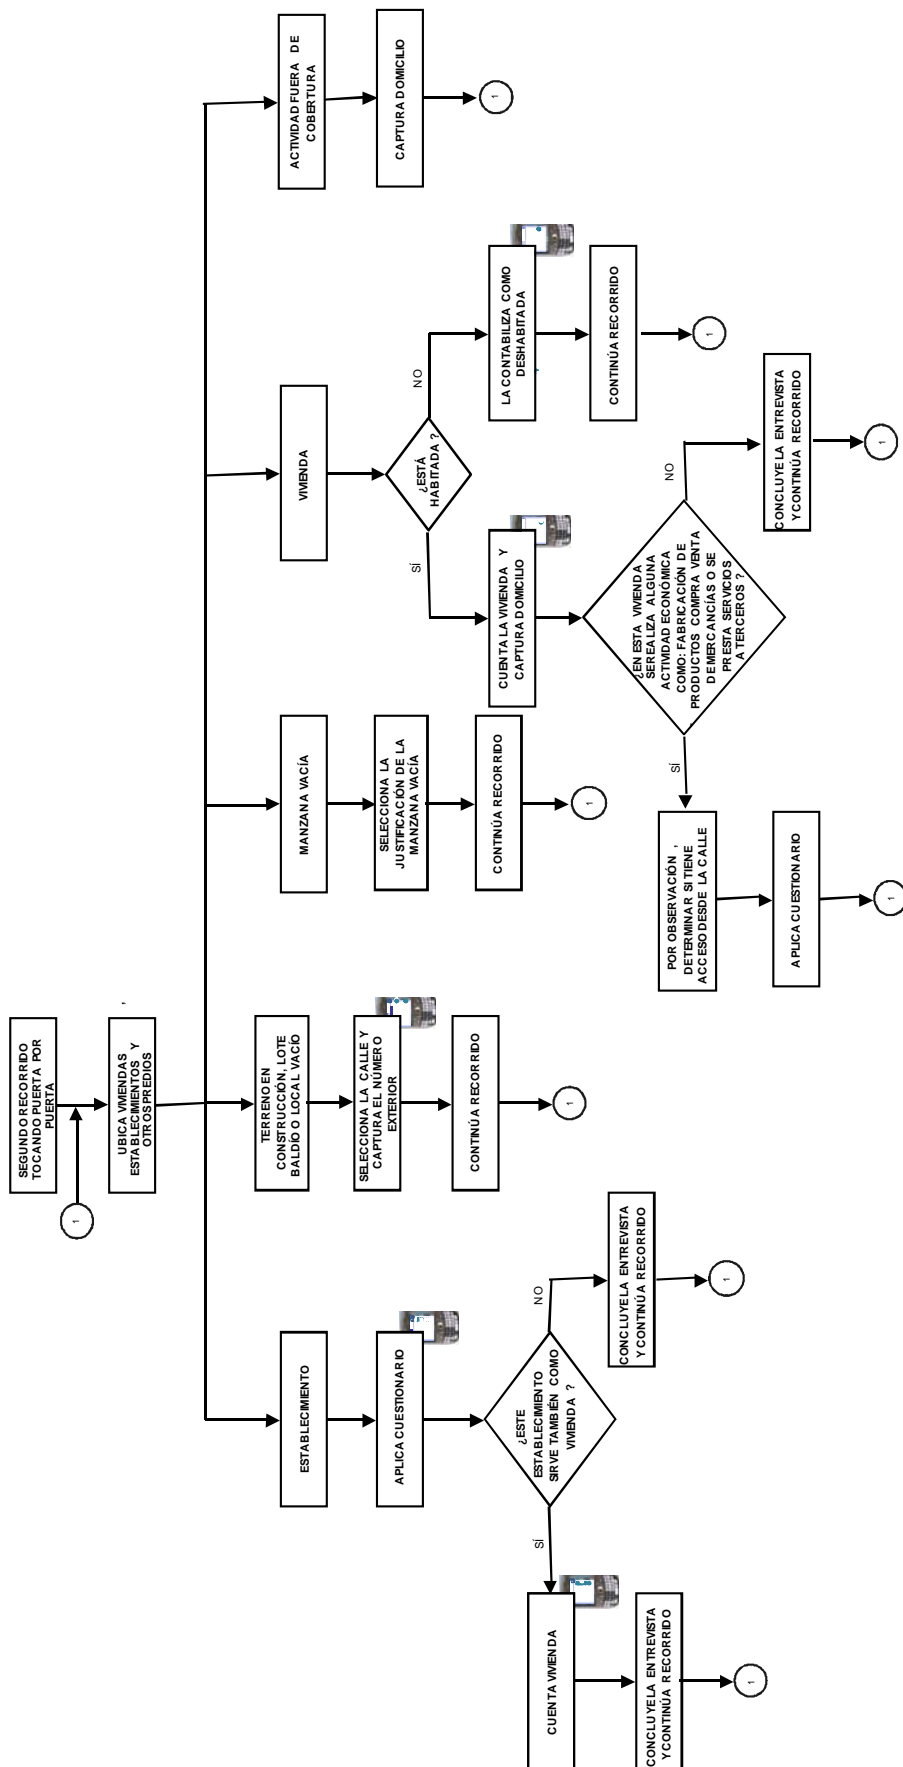 SEGUNDO RECORRIDO
TOCANDO PUERTA POR
PUERTA
1
UBICA VIVIENDAS
ESTABLECIMIENTOS Y
OTROS PREDIOS
ESTABLECIMIENTO
APLICA CUESTIONARIO
¿ESTE
ESTABLECIMIENTO
SIRVE TAMBIÉN COMO
VIVIENDA ?
SÍ
NO
CUENTA VIVIENDA
CONCLUYE LA ENTREVISTA
Y CONTINÚA RECORRIDO
1
CONCLUYE LA ENTREVISTA
Y CONTINÚA RECORRIDO
1
TERRENO EN
CONSTRUCCIÓN, LOTE
BALDÍO O LOCAL VACÍO
SELECCIONA LA CALLE Y
CAPTURA EL NÚMERO
EXTERIOR
CONTINÚA RECORRIDO
1
MANZANA VACÍA
SELECCIONA LA
JUSTIFICACIÓN DE LA
MANZANA VACÍA
CONTINÚA RECORRIDO
1
VIVIENDA
¿ESTÁ
HABITADA ?
SÍ
NO
CUENTA LA VIVIENDA Y
CAPTURA DOMICILIO
¿EN ESTA VIVIENDA
SE REALIZA ALGUNA
ACTIVIDAD ECONÓMICA
COMO: FABRICACIÓN DE
PRODUCTOS COMPRA VENTA
DE MERCANCÍAS O SE
PRESTA SERVICIOS
A TERCEROS ?
SÍ
NO
POR OBSERVACIÓN ,
DETERMINAR SI TIENE
ACCESO DESDE LA CALLE
APLICA CUESTIONARIO
1
CONCLUYE LA ENTREVISTA
Y CONTINÚA RECORRIDO
1
LA CONTABILIZA COMO
DESHABITADA
CONTINÚA RECORRIDO
1
ACTIVIDAD FUERA DE
COBERTURA
CAPTURA DOMICILIO
1